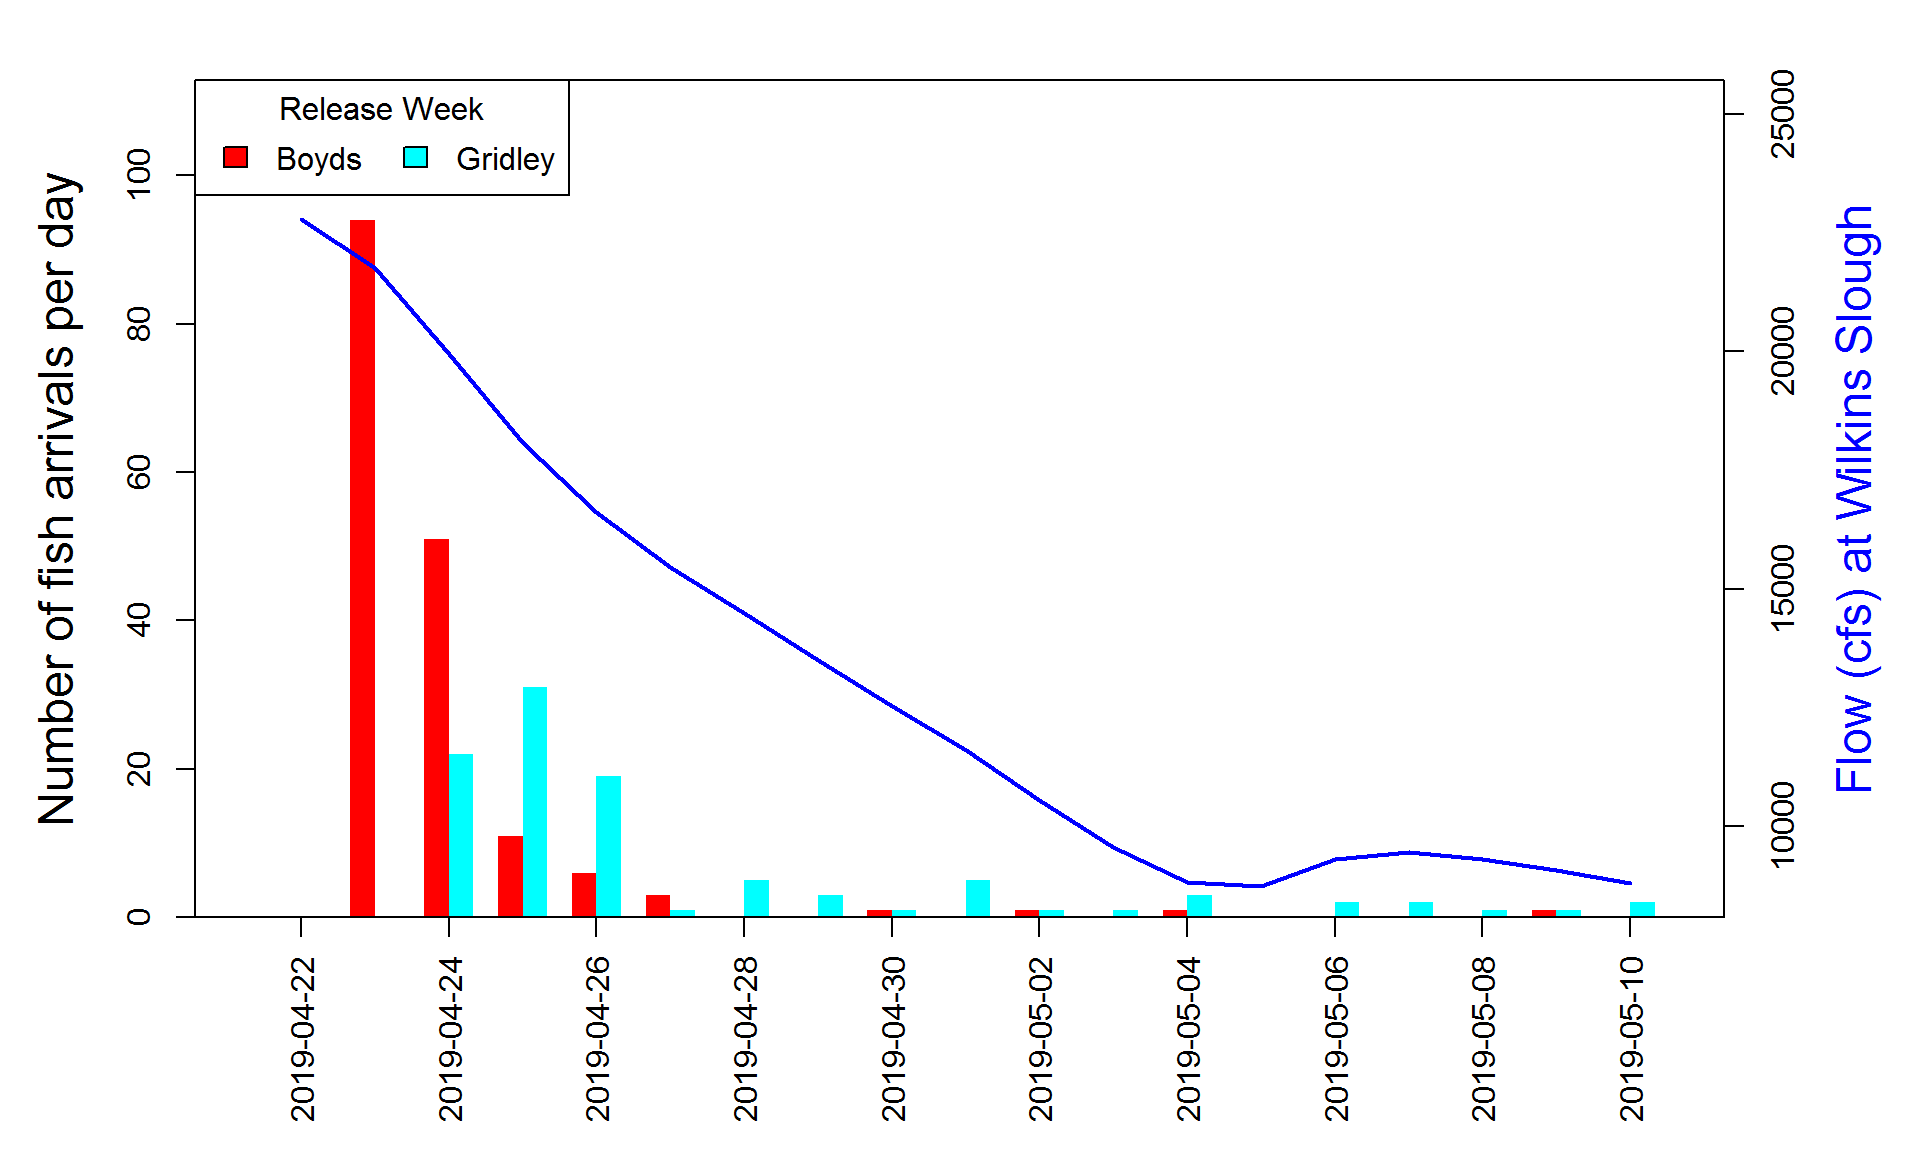 Release Week
Boyds Gridley
Number of fish arrivals per day
0 20 40 60 80 100
2019-04-22 2019-04-24 2019-04-26 2019-04-28 2019-04-30 2019-05-02 2019-05-04 2019-05-06 2019-05-08 2019-05-10
10000 15000 20000 25000
Flow (cfs) at Wilkins Slough